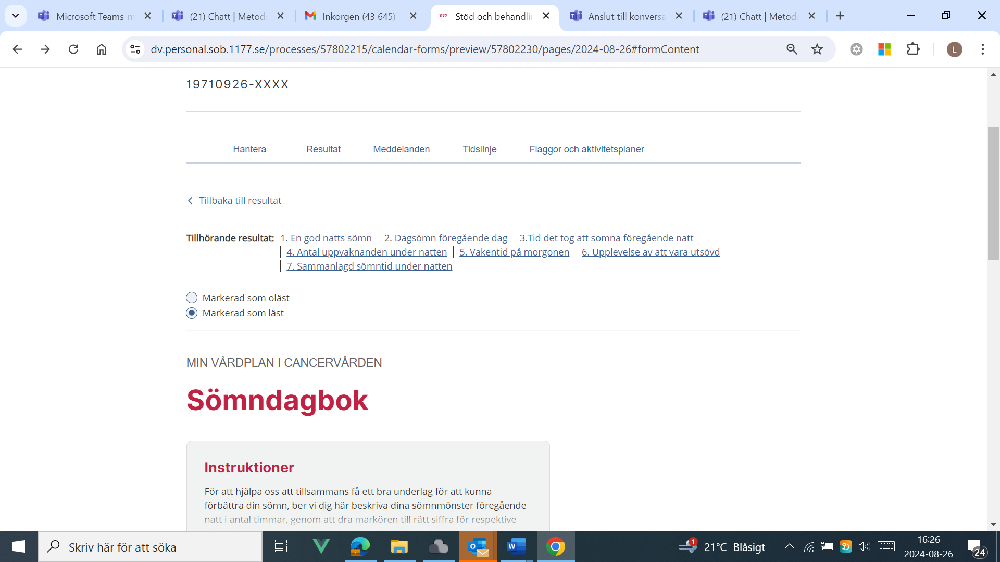 Microsoft Teams-m
(21) Chatt | Metods
Inkorgen (43 645)
1177 Stöd och behandlin
Anslut till konversa
(21) Chatt | Metods
dv.personal.sob.1177.se/processes/57802215/calendar-forms/preview/57802230/pages/2024-08-26#formContent
L
19710926-XXXX
Hantera Resultat Meddelanden Tidslinje Flaggor och aktivitetsplaner
Tillbaka till resultat
Tillhörande resultat: 1. En god natts sömn 2. Dagsömn föregående dag 3.Tid det tog att somna föregående natt
4. Antal uppvaknanden under natten 5. Vakentid på morgonen 6. Upplevelse av att vara utsövd
7. Sammanlagd sömntid under natten
Markerad som oläst
Markerad som läst
MIN VÅRDPLAN I CANCERVÅRDEN
Sömndagbok
Instruktioner
För att hjälpa oss att tillsammans få ett bra underlag för att kunna
förbättra din sömn, ber vi dig här beskriva dina sömnmönster föregående
natt i antal timmar, genom att dra markören till rätt siffra för respektive
Skriv här för att söka
1 21°C Blåsigt
16:26
2024-08-26
24